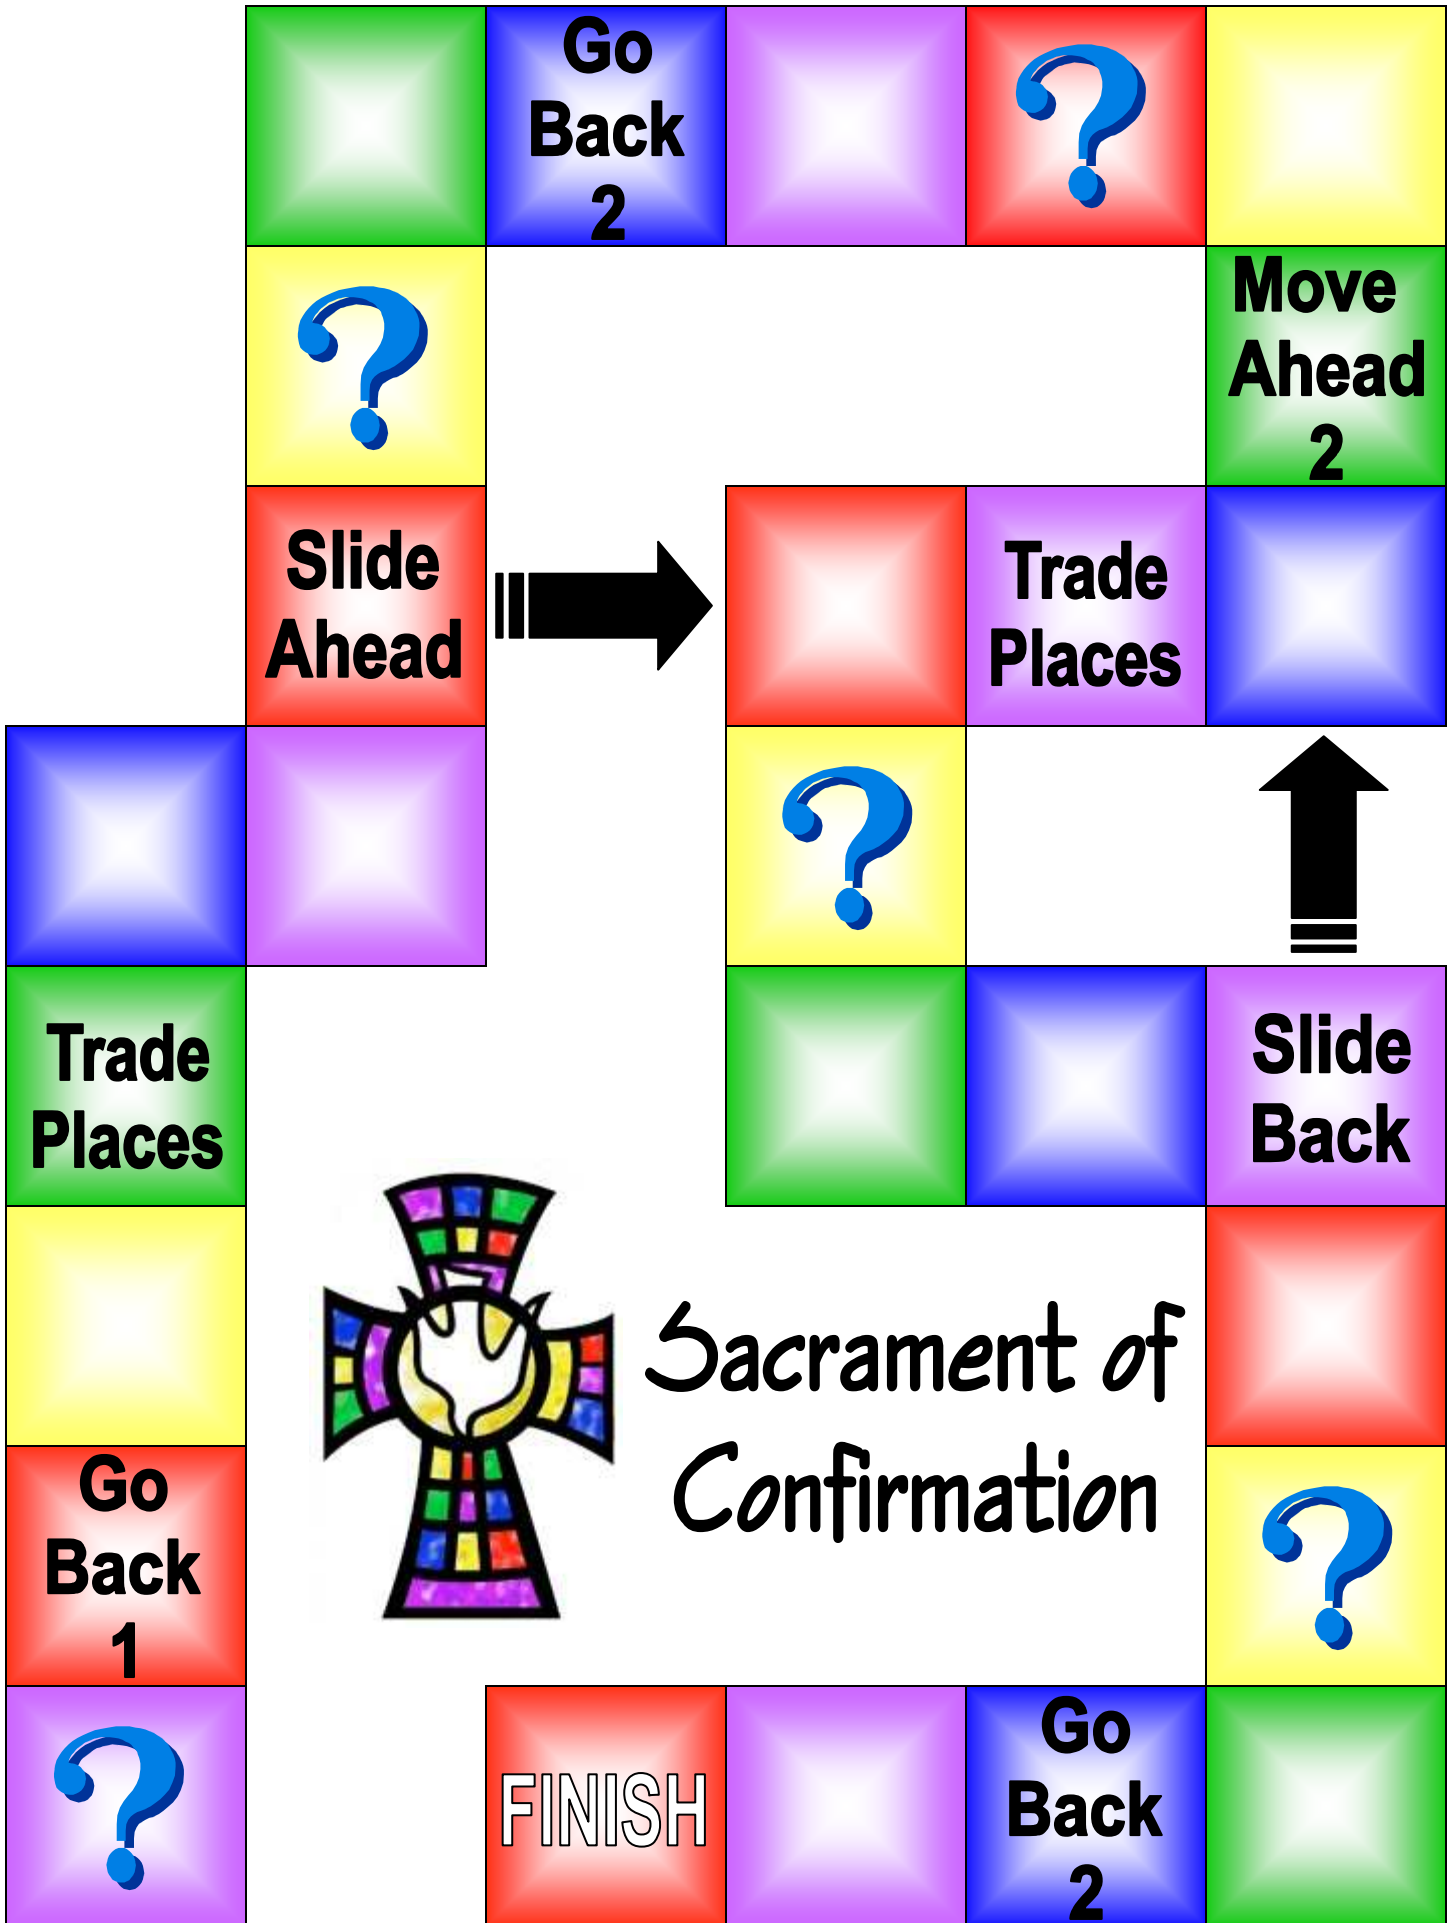 Go
Back
2
?
?
Move
Ahead
2
Slide
Ahead
Trade
Places
?
Trade
Places
Slide
Back
Sacrament of
Confirmation
Go
Back
1
?
?
FINISH
Go
Back
2